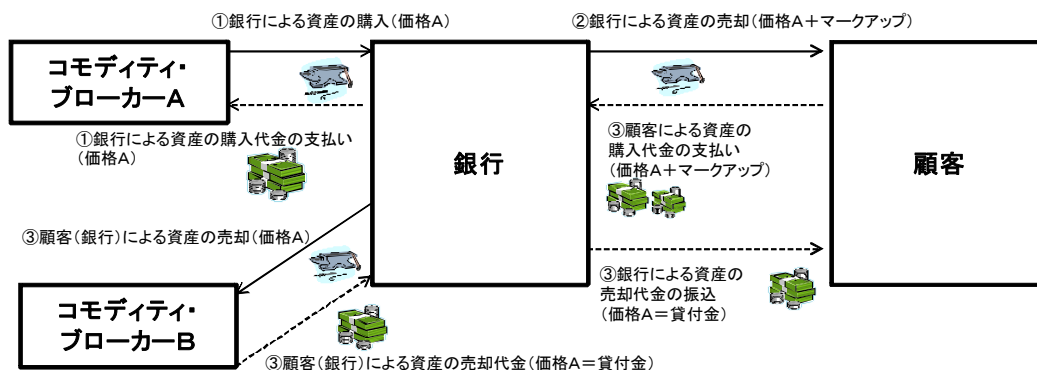 ①銀行による資産の購入(価格A)
②銀行による資産の売却(価格A＋マークアップ)
コモディティ・
ブローカーA
①銀行による資産の購入代金の支払い
(価格A)
銀行
③顧客による資産の
購入代金の支払い
(価格A＋マークアップ)
顧客
③顧客(銀行)による資産の売却(価格A)
③銀行による資産の
売却代金の振込
(価格A＝貸付金)
コモディティ・
ブローカーB
③顧客(銀行)による資産の売却代金(価格A＝貸付金)